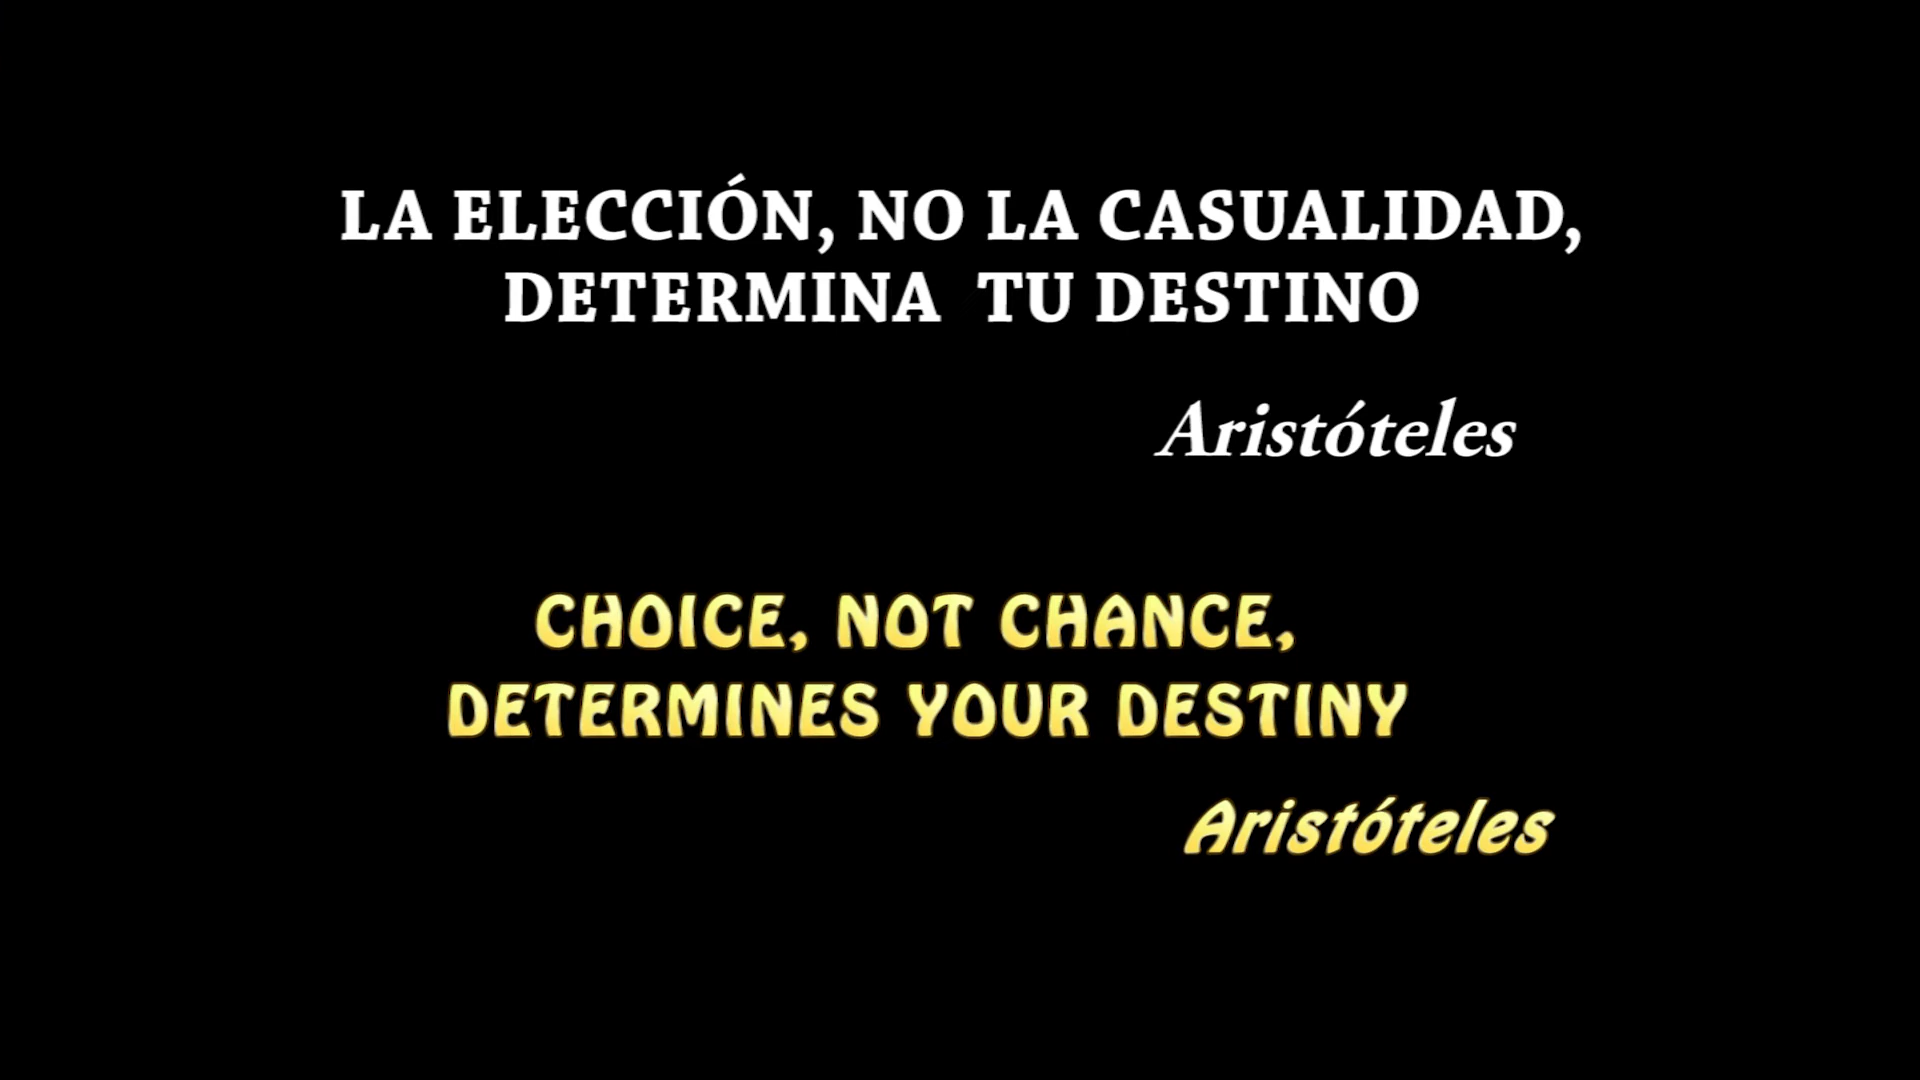 LA ELECCIÓN, NO LA CASUALIDAD,
DETERMINA TU DESTINO
Aristóteles
CHOICE, NOT CHANCE,
DETERMINES YOUR DESTINY
Aristóteles